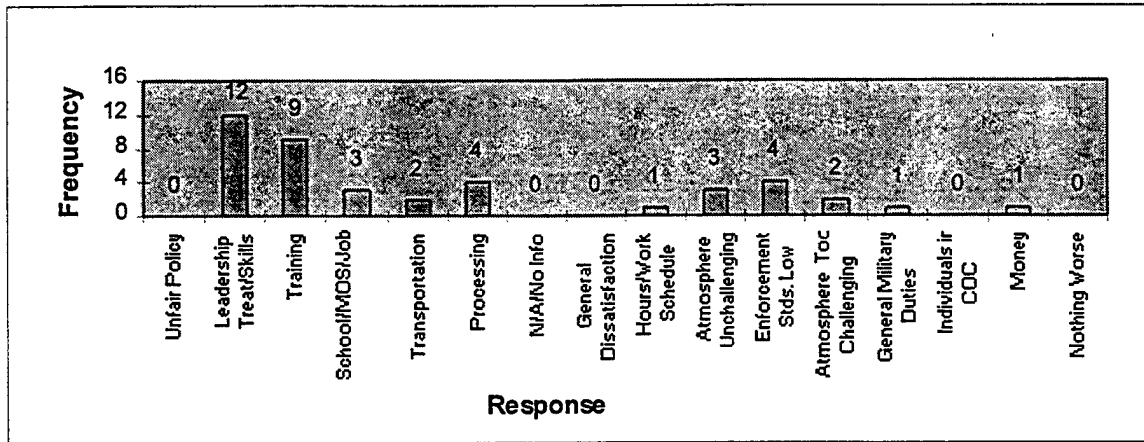 Frequency
16
12
8
4
0
0
12
9
3
2
4
0
0
1
3
4
2
1
0
1
0
Unfair Policy
Leadership
Treat/Skills
Training
School/MOS/Job
Transportation
Processing
N/A/No Info
General
Dissatisfaction
Hours/Work
Schedule
Atmosphere
Unchallenging
Enforcement
Stds. Low
Atmosphere Toc
Challenging
General Military
Duties
Individuals ir
COC
Money
Nothing Worse
Response